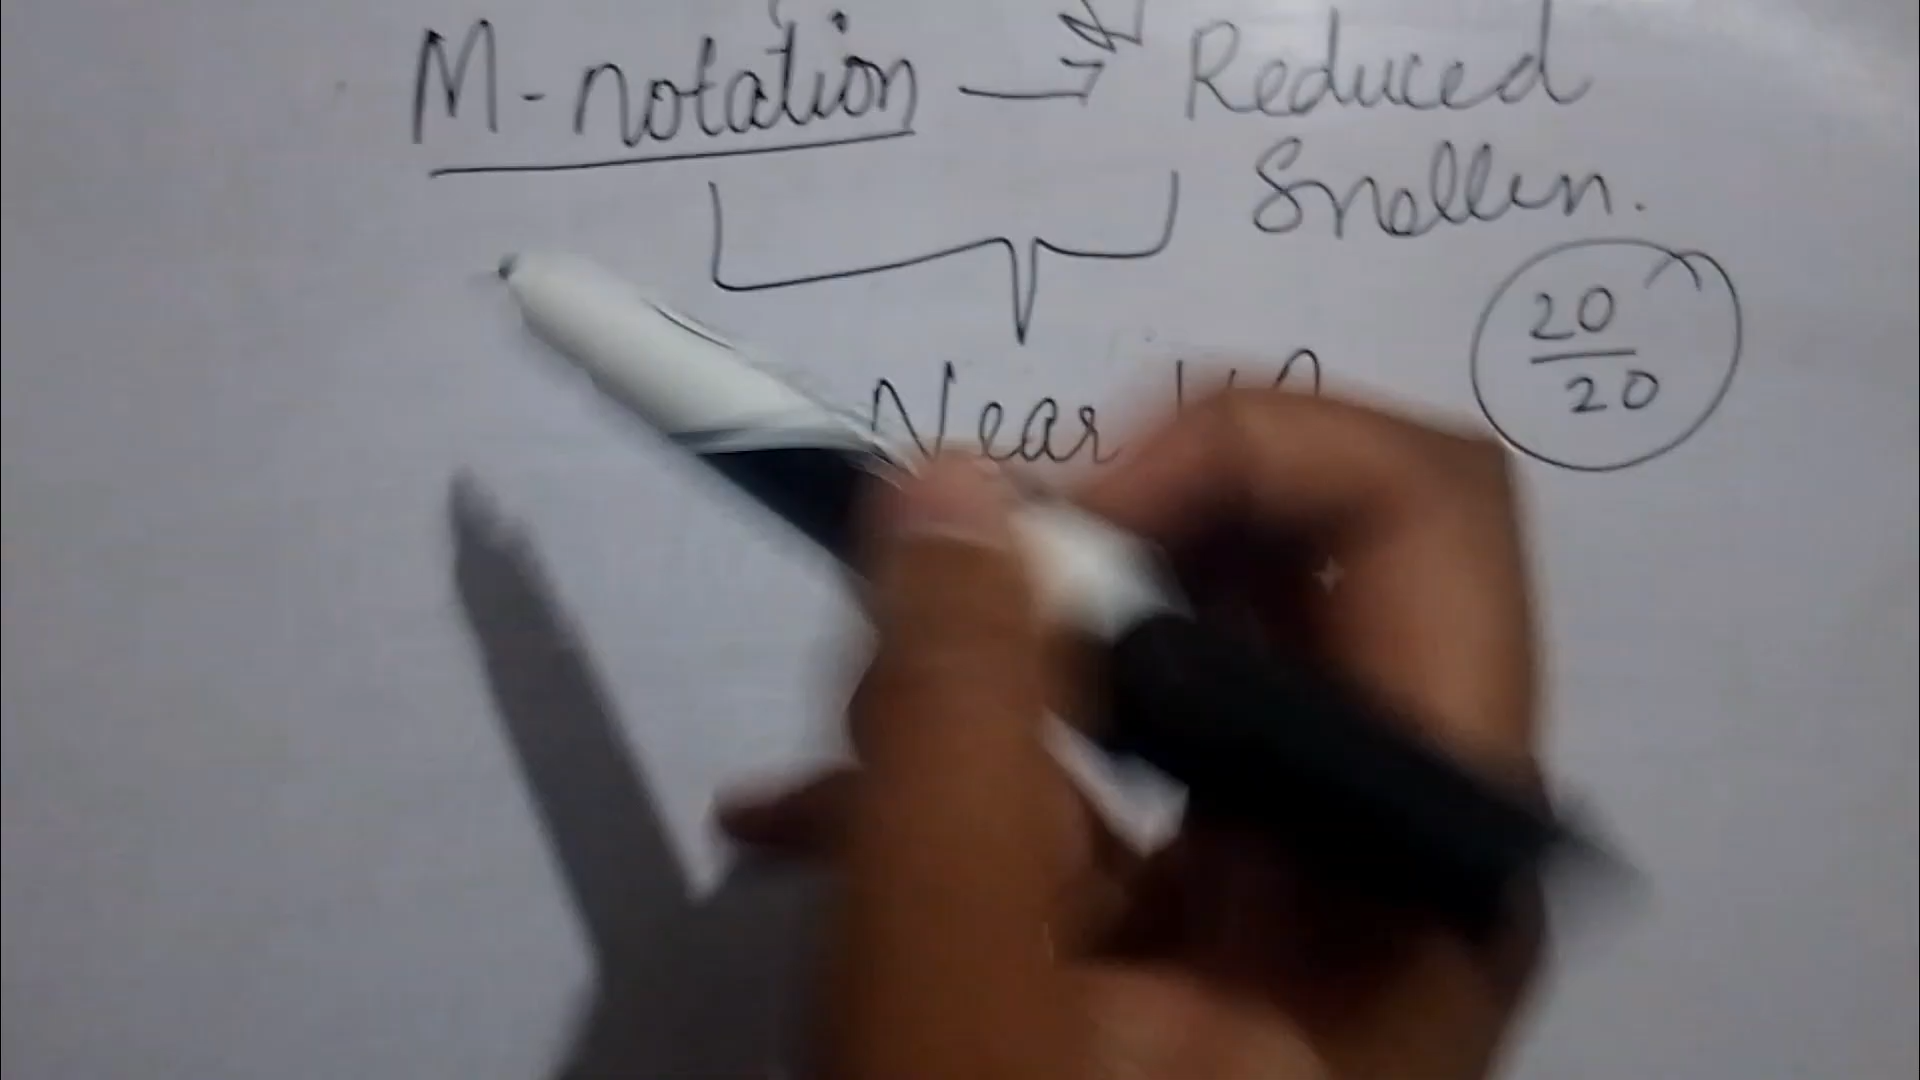 M-notation → Reduced
Snellen.
20
20
Near